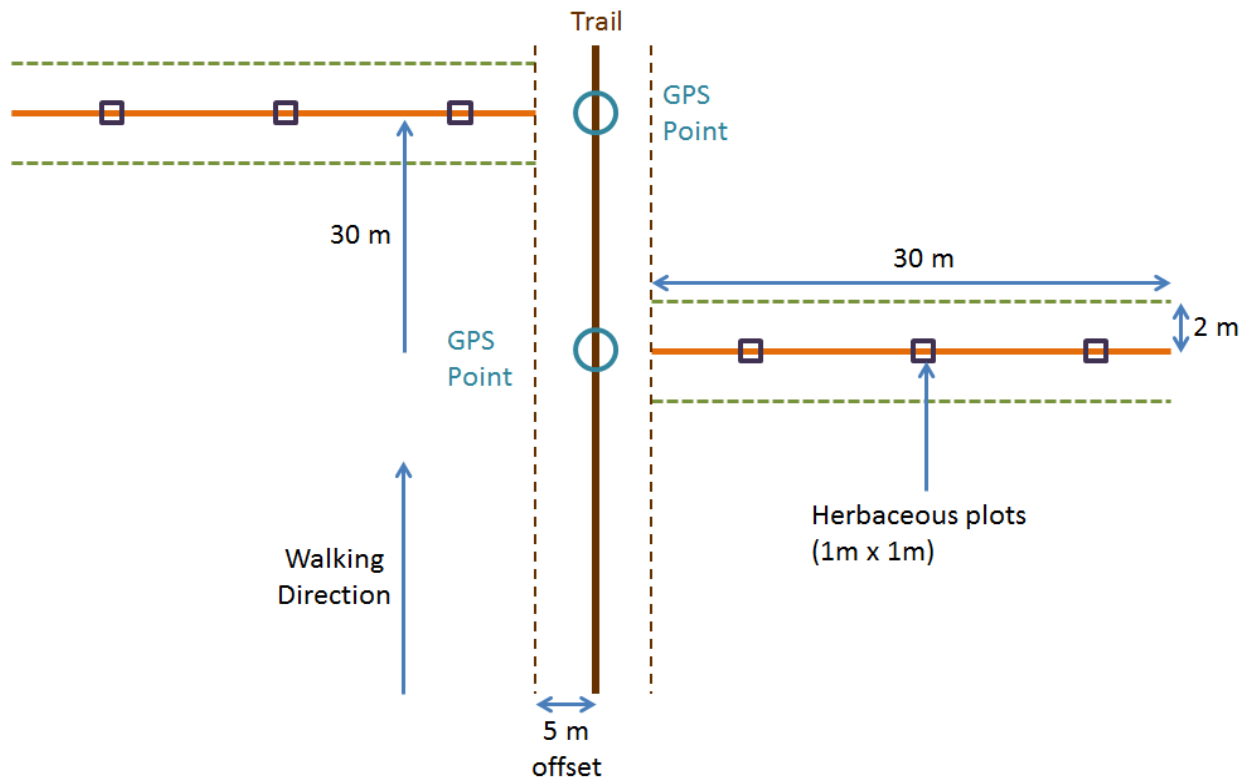 Trail
GPS
Point
30 m
30 m
2 m
GPS
Point
Herbaceous plots
(1m x 1m)
Walking
Direction
5 m
offset